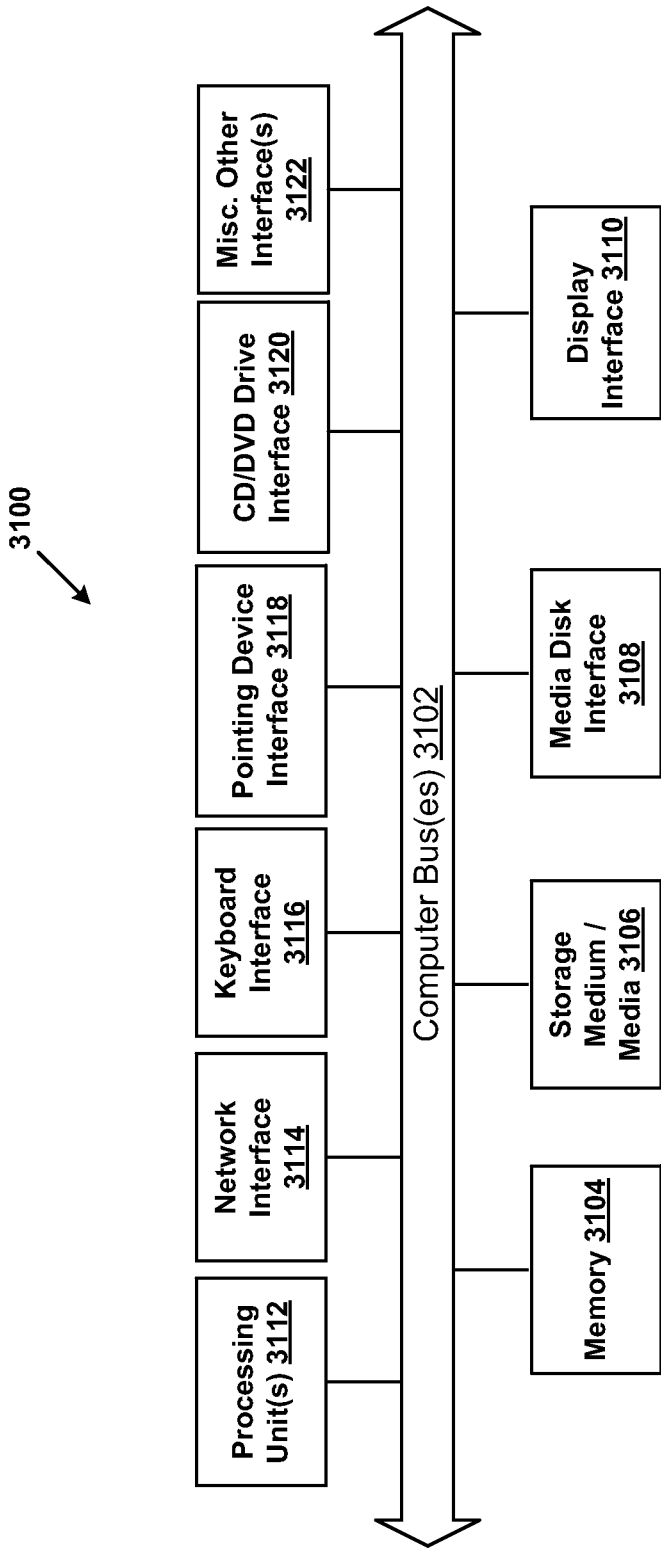 3100
Processing
Unit(s) 3112
Network
Interface
3114
Keyboard
Interface
3116
Pointing Device
Interface 3118
CD/DVD Drive
Interface 3120
Misc. Other
Interface(s)
3122
Computer Bus(es) 3102
Memory 3104
Storage
Medium /
Media 3106
Media Disk
Interface
3108
Display
Interface 3110